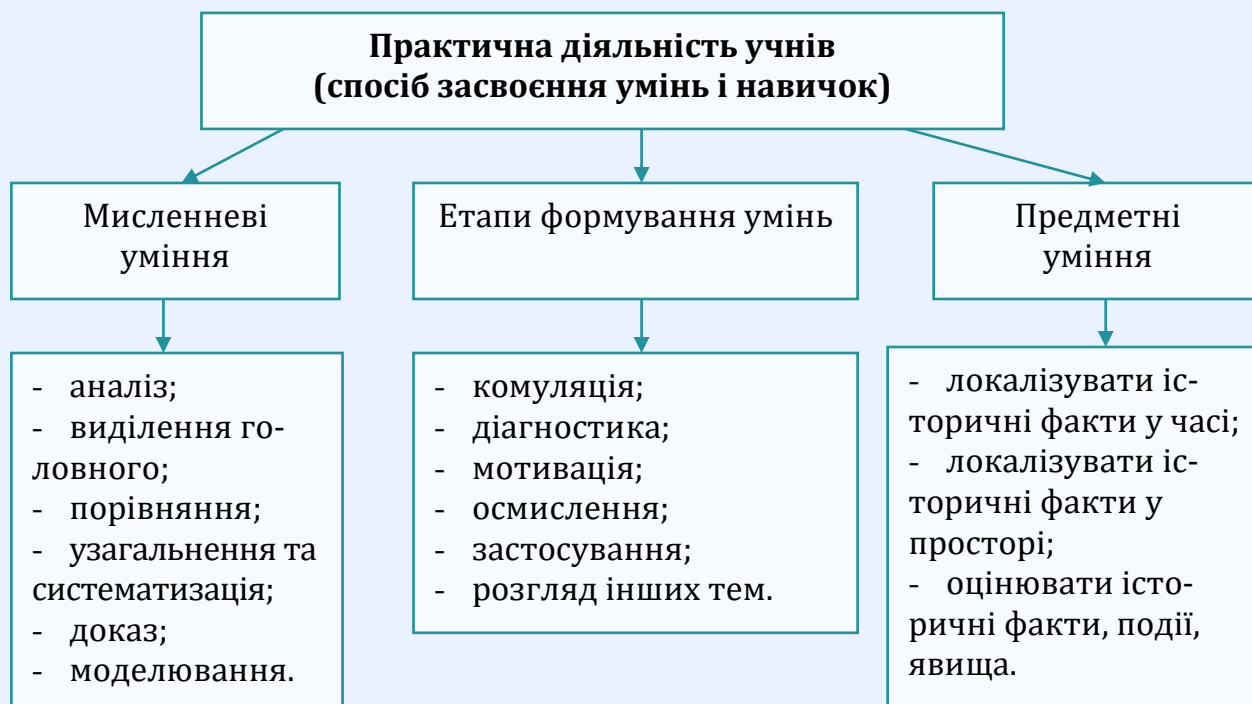 Практична діяльність учнів
(спосіб засвоєння умінь і навичок)
Мисленнєві
уміння
Етапи формування умінь
Предметні
уміння
- аналіз;
- виділення го-
ловного;
- порівняння;
- узагальнення та
систематизація;
- доказ;
- моделювання.
- комуляція;
- діагностика;
- мотивація;
- осмислення;
- застосування;
- розгляд інших тем.
- локалізувати іс-
торичні факти у часі;
- локалізувати іс-
торичні факти у
просторі;
- оцінювати істо-
ричні факти, події,
явища.